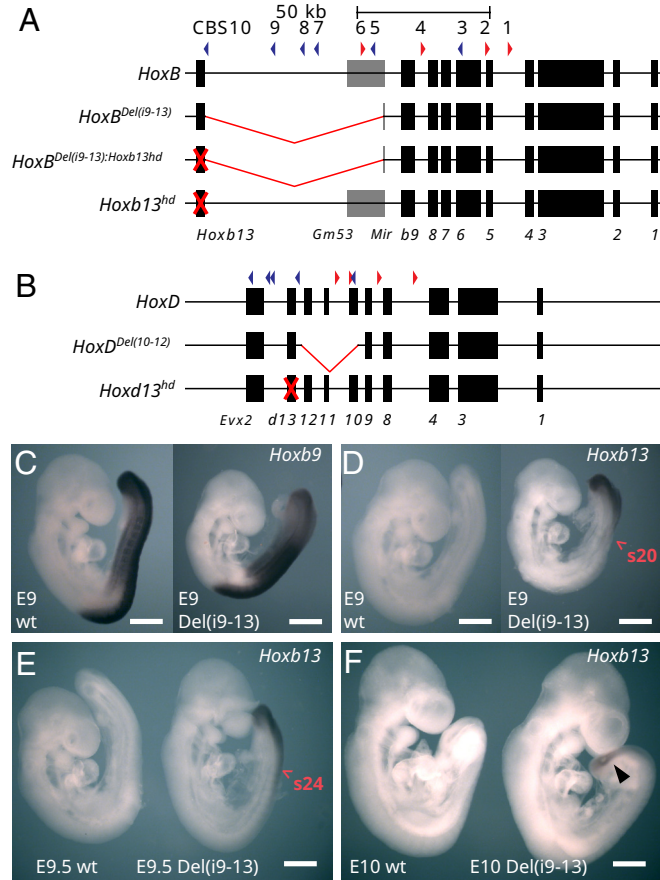 A
50 kb
CBS10 9 8 7 6 5 4 3 2 1
HoxB
HoxB^Del(i9-13)
HoxB^Del(i9-13):Hoxb13hd
Hoxb13^hd
Hoxb13 Gm53 Mir b9 8 7 6 5 4 3 2 1
B
HoxD
HoxD^Del(10-12)
Hoxd13^hd
Evx2 d13 12 11 10 9 8 4 3 1
C
Hoxb9
E9
wt
E9
Del(i9-13)
D
Hoxb13
s20
E9
wt
E9
Del(i9-13)
E
Hoxb13
s24
E9.5 wt
E9.5 Del(i9-13)
F
Hoxb13
E10 wt
E10 Del(i9-13)